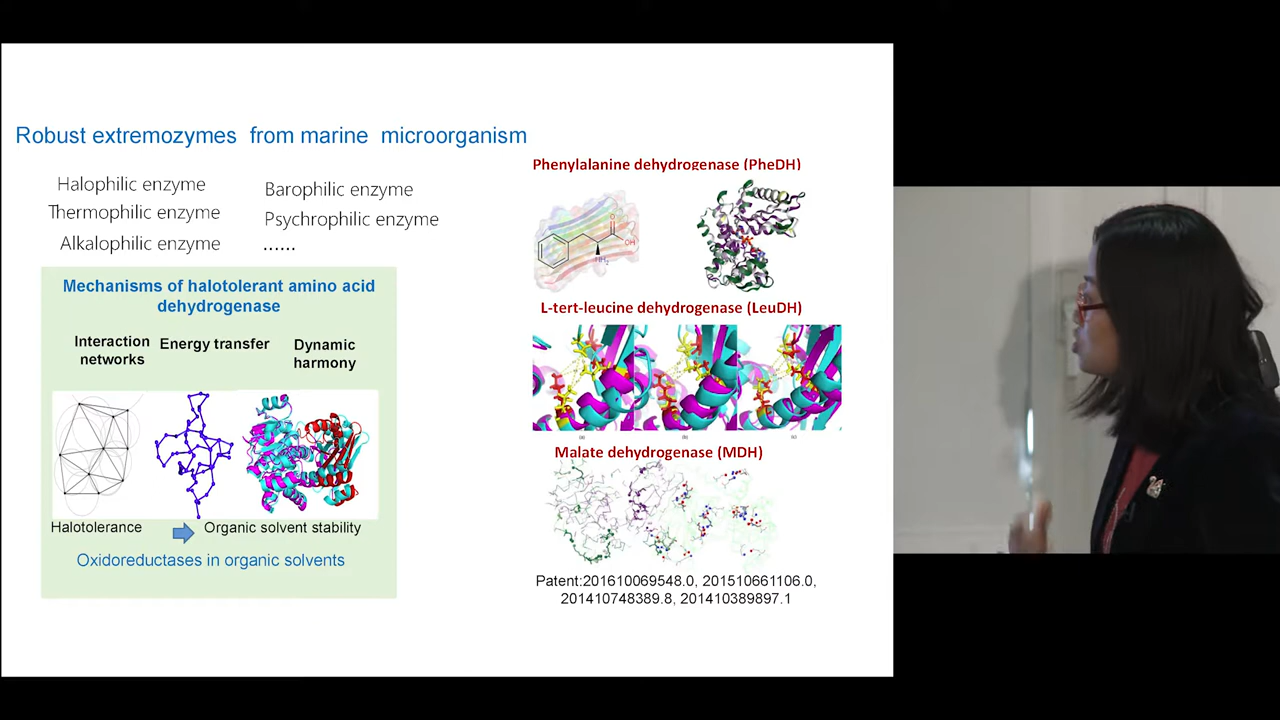 Robust extremozymes from marine microorganism
Halophilic enzyme
Barophilic enzyme
Thermophilic enzyme
Psychrophilic enzyme
Alkalophilic enzyme
......
Mechanisms of halotolerant amino acid
dehydrogenase
Interaction
networks
Energy transfer
Dynamic
harmony
Halotolerance
Organic solvent stability
Oxidoreductases in organic solvents
Phenylalanine dehydrogenase (PheDH)
O
OH
NH2
L-tert-leucine dehydrogenase (LeuDH)
(a)
(b)
(c)
Malate dehydrogenase (MDH)
Patent:201610069548.0, 201510661106.0,
201410748389.8, 201410389897.1